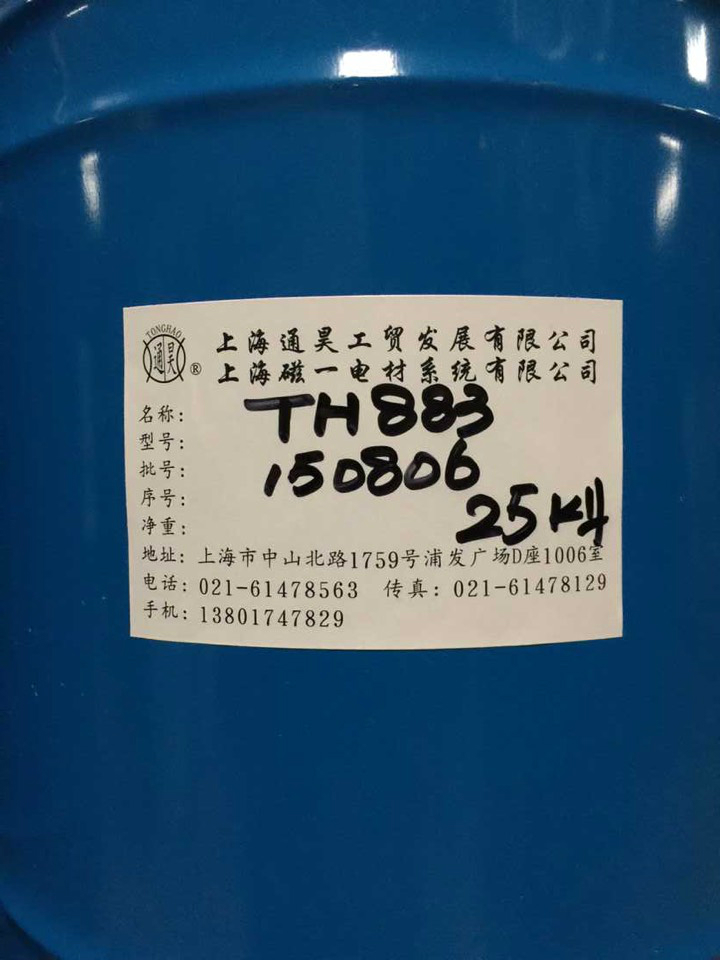 TONGHAO
通昊 ®
上海通昊工贸发展有限公司
上海磁一电材系统有限公司
名称: TH883
型号:
批号: 150806
序号:
净重: 25KG
地址: 上海市中山北路1759号浦发广场D座1006室
电话: 021-61478563 传真: 021-61478129
手机: 13801747829